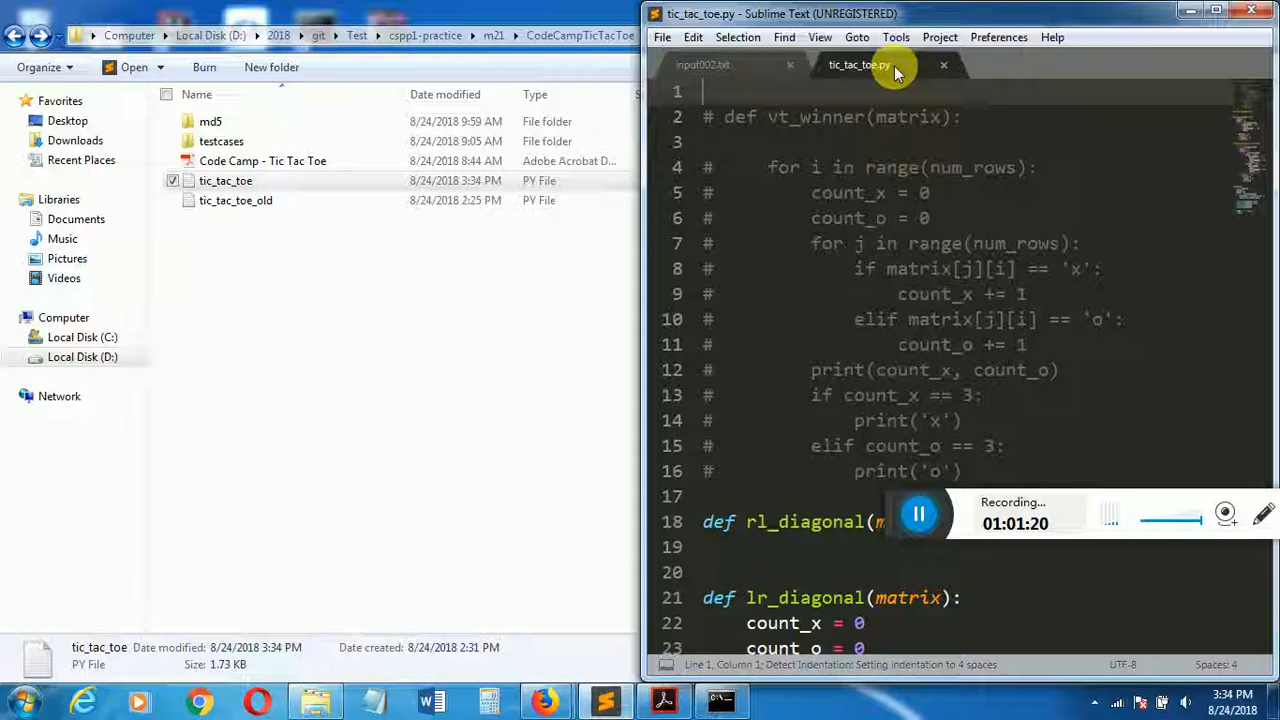 Computer Local Disk (D:) 2018 git Test cspp1-practice m21 CodeCampTicTacToe
Organize Open Burn New folder
Name Date modified Type
Favorites
Desktop
Downloads
Recent Places
Libraries
Documents
Music
Pictures
Videos
Computer
Local Disk (C:)
Local Disk (D:)
Network
md5 8/24/2018 9:59 AM File folder
testcases 8/24/2018 9:05 AM File folder
Code Camp - Tic Tac Toe 8/24/2018 8:44 AM Adobe Acrobat D...
tic_tac_toe 8/24/2018 3:34 PM PY File
tic_tac_toe_old 8/24/2018 2:25 PM PY File
tic_tac_toe Date modified: 8/24/2018 3:34 PM Date created: 8/24/2018 2:31 PM
PY File Size: 1.73 KB
tic_tac_toe.py - Sublime Text (UNREGISTERED)
File Edit Selection Find View Goto Tools Project Preferences Help
input002.txt tic_tac_toe.py
1
2 # def vt_winner(matrix):
3
4 # for i in range(num_rows):
5 # count_x = 0
6 # count_o = 0
7 # for j in range(num_rows):
8 # if matrix[j][i] == 'x':
9 # count_x += 1
10 # elif matrix[j][i] == 'o':
11 # count_o += 1
12 # print(count_x, count_o)
13 # if count_x == 3:
14 # print('x')
15 # elif count_o == 3:
16 # print('o')
17
18 def rl_diagonal(
19
20
21 def lr_diagonal(matrix):
22 count_x = 0
23 count_o = 0
Recording...
01:01:20
Line 1, Column 1; Detect Indentation: Setting indentation to 4 spaces UTF-8 Spaces: 4
3:34 PM
8/24/2018